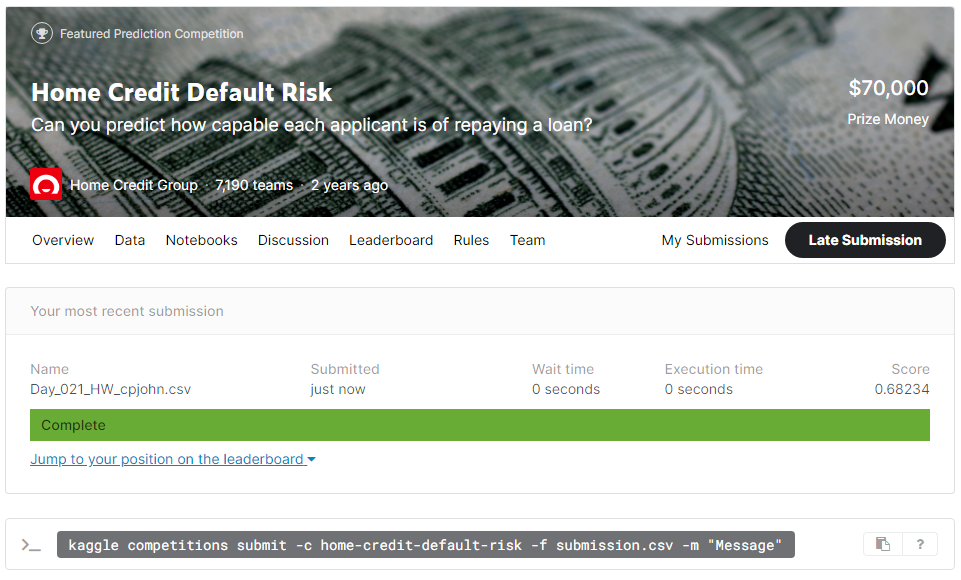 Featured Prediction Competition
Home Credit Default Risk
$70,000
Can you predict how capable each applicant is of repaying a loan?
Prize Money
Home Credit Group · 7,190 teams · 2 years ago
Overview Data Notebooks Discussion Leaderboard Rules Team My Submissions Late Submission
Your most recent submission
Name Submitted Wait time Execution time Score
Day_021_HW_cpjohn.csv just now 0 seconds 0 seconds 0.68234
Complete
Jump to your position on the leaderboard
>_ kaggle competitions submit -c home-credit-default-risk -f submission.csv -m "Message" ?